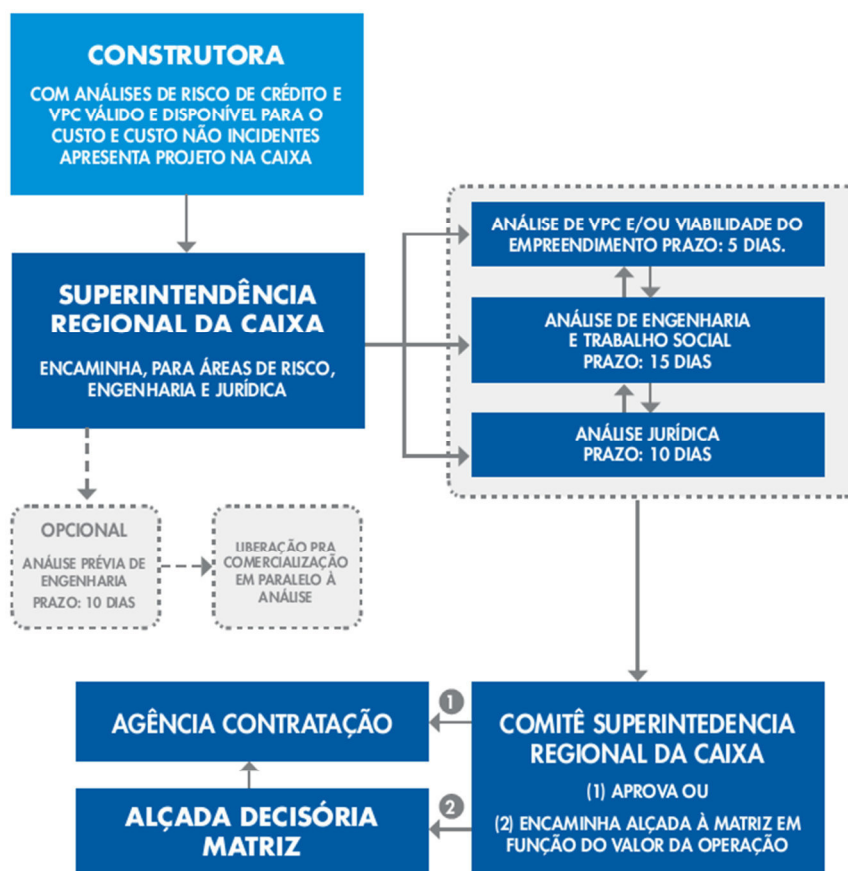 CONSTRUTORA
COM ANÁLISES DE RISCO DE CRÉDITO E
VPC VÁLIDO E DISPONÍVEL PARA O
CUSTO E CUSTO NÃO INCIDENTES
APRESENTA PROJETO NA CAIXA
SUPERINTENDÊNCIA
REGIONAL DA CAIXA
ENCAMINHA, PARA ÁREAS DE RISCO,
ENGENHARIA E JURÍDICA
ANÁLISE DE VPC E/OU VIABILIDADE DO
EMPREENDIMENTO PRAZO: 5 DIAS.
ANÁLISE DE ENGENHARIA
E TRABALHO SOCIAL
PRAZO: 15 DIAS
ANÁLISE JURÍDICA
PRAZO: 10 DIAS
OPCIONAL
ANÁLISE PRÉVIA DE
ENGENHARIA
PRAZO: 10 DIAS
LIBERAÇÃO PRA
COMERCIALIZAÇÃO
EM PARALELO À
ANÁLISE
AGÊNCIA CONTRATAÇÃO
1
ALÇADA DECISÓRIA
MATRIZ
2
COMITÊ SUPERINTEDENCIA
REGIONAL DA CAIXA
(1) APROVA OU
(2) ENCAMINHA ALÇADA À MATRIZ EM
FUNÇÃO DO VALOR DA OPERAÇÃO